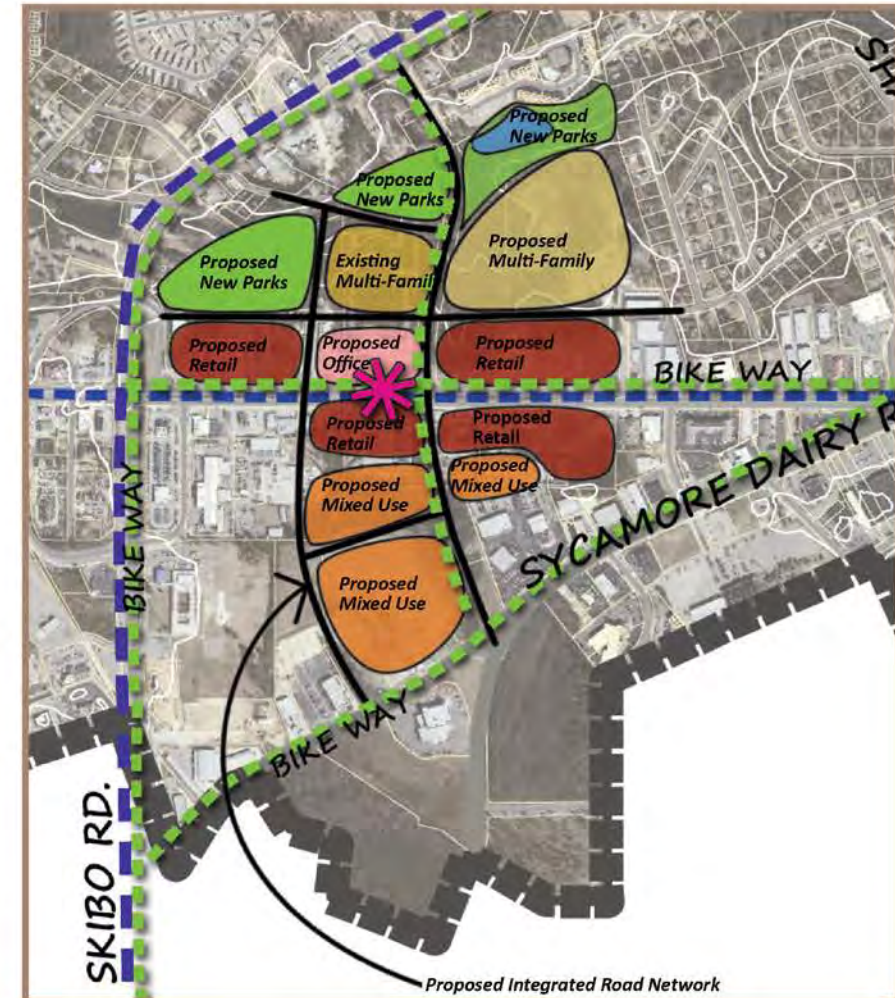 SH
Proposed
New Parks
Proposed
New Parks
Proposed
New Parks
Existing
Multi-Family
Proposed
Multi-Family
Proposed
Retail
Proposed
Office
Proposed
Retail
BIKE WAY
Proposed
Retail
Proposed
Retail
Proposed
Mixed Use
Proposed
Mixed Use
SYCAMORE DAIRY R
BIKE WAY
Proposed
Mixed Use
BIKE WAY
SKIBO RD.
Proposed Integrated Road Network